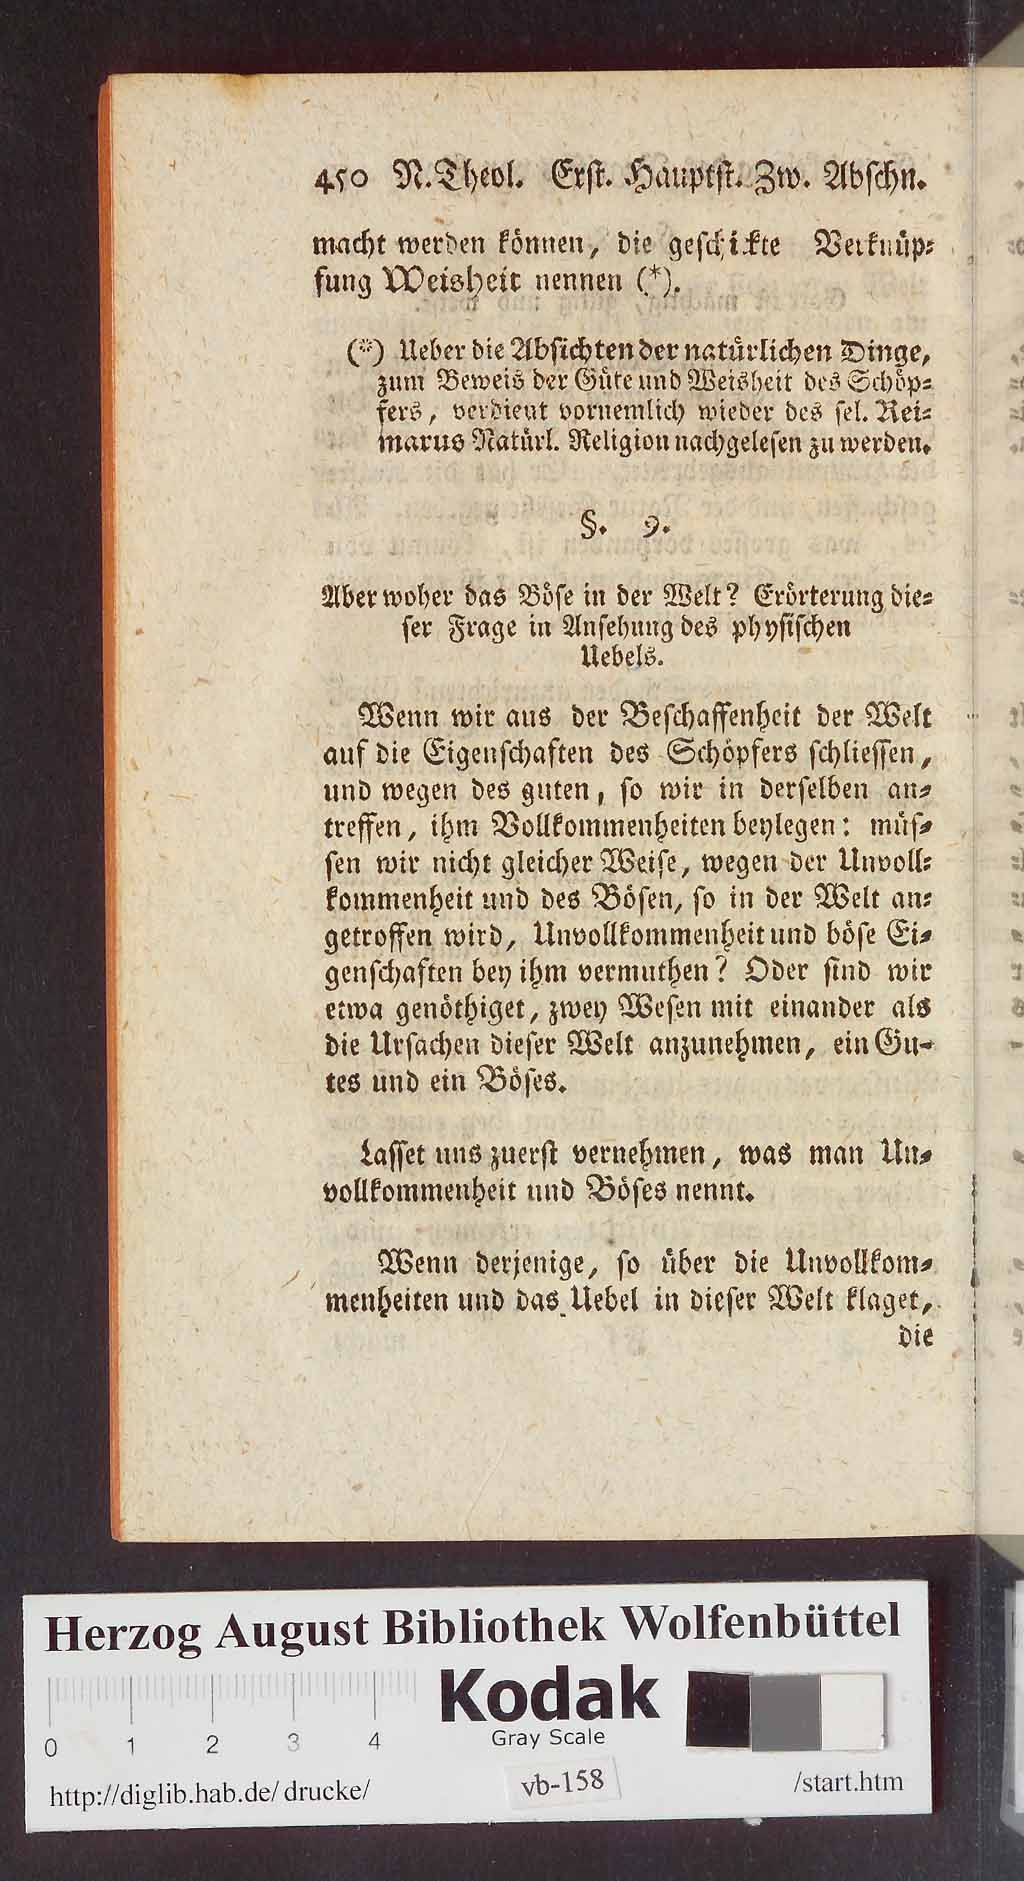 450 N. Theol. Erst. Hauptst. Zw. Abschn.
macht werden können, die geschickte Verknüp-
fung Weisheit nennen (*).
(*) Ueber die Absichten der natürlichen Dinge,
zum Beweis der Güte und Weisheit des Schöp-
fers, verdient vornemlich wieder des sel. Rei-
marus Natürl. Religion nachgelesen zu werden.
§. 9.
Aber woher das Böse in der Welt? Erörterung die-
ser Frage in Ansehung des physischen
Uebels.
Wenn wir aus der Beschaffenheit der Welt
auf die Eigenschaften des Schöpfers schliessen,
und wegen des guten, so wir in derselben an-
treffen, ihm Vollkommenheiten beylegen: müs-
sen wir nicht gleicher Weise, wegen der Unvoll-
kommenheit und des Bösen, so in der Welt an-
getroffen wird, Unvollkommenheit und böse Ei-
genschaften bey ihm vermuthen? Oder sind wir
etwa genöthiget, zwey Wesen mit einander als
die Ursachen dieser Welt anzunehmen, ein Gu-
tes und ein Böses.
Lasset uns zuerst vernehmen, was man Un-
vollkommenheit und Böses nennt.
Wenn derjenige, so über die Unvollkom-
menheiten und das Uebel in dieser Welt klaget,
die
Herzog August Bibliothek Wolfenbüttel
Kodak
Gray Scale
0 1 2 3 4
http://diglib.hab.de/drucke/ vb-158 /start.htm